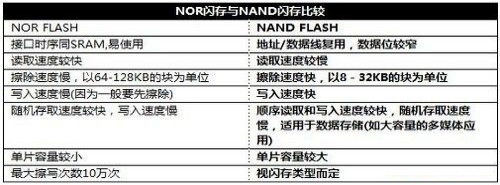 NOR闪存与NAND闪存比较
NOR FLASH NAND FLASH
接口时序同SRAM,易使用 地址/数据线复用，数据位较窄
读取速度较快 读取速度较慢
擦除速度慢，以64-128KB的块为单位 擦除速度快，以8－32KB的块为单位
写入速度慢(因为一般要先擦除) 写入速度快
随机存取速度较快，写入速度慢 顺序读取和写入速度较快，随机存取速度
慢，适用于数据存储(如大容量的多媒体应
用)
单片容量较小 单片容量较大
最大擦写次数10万次 视闪存类型而定